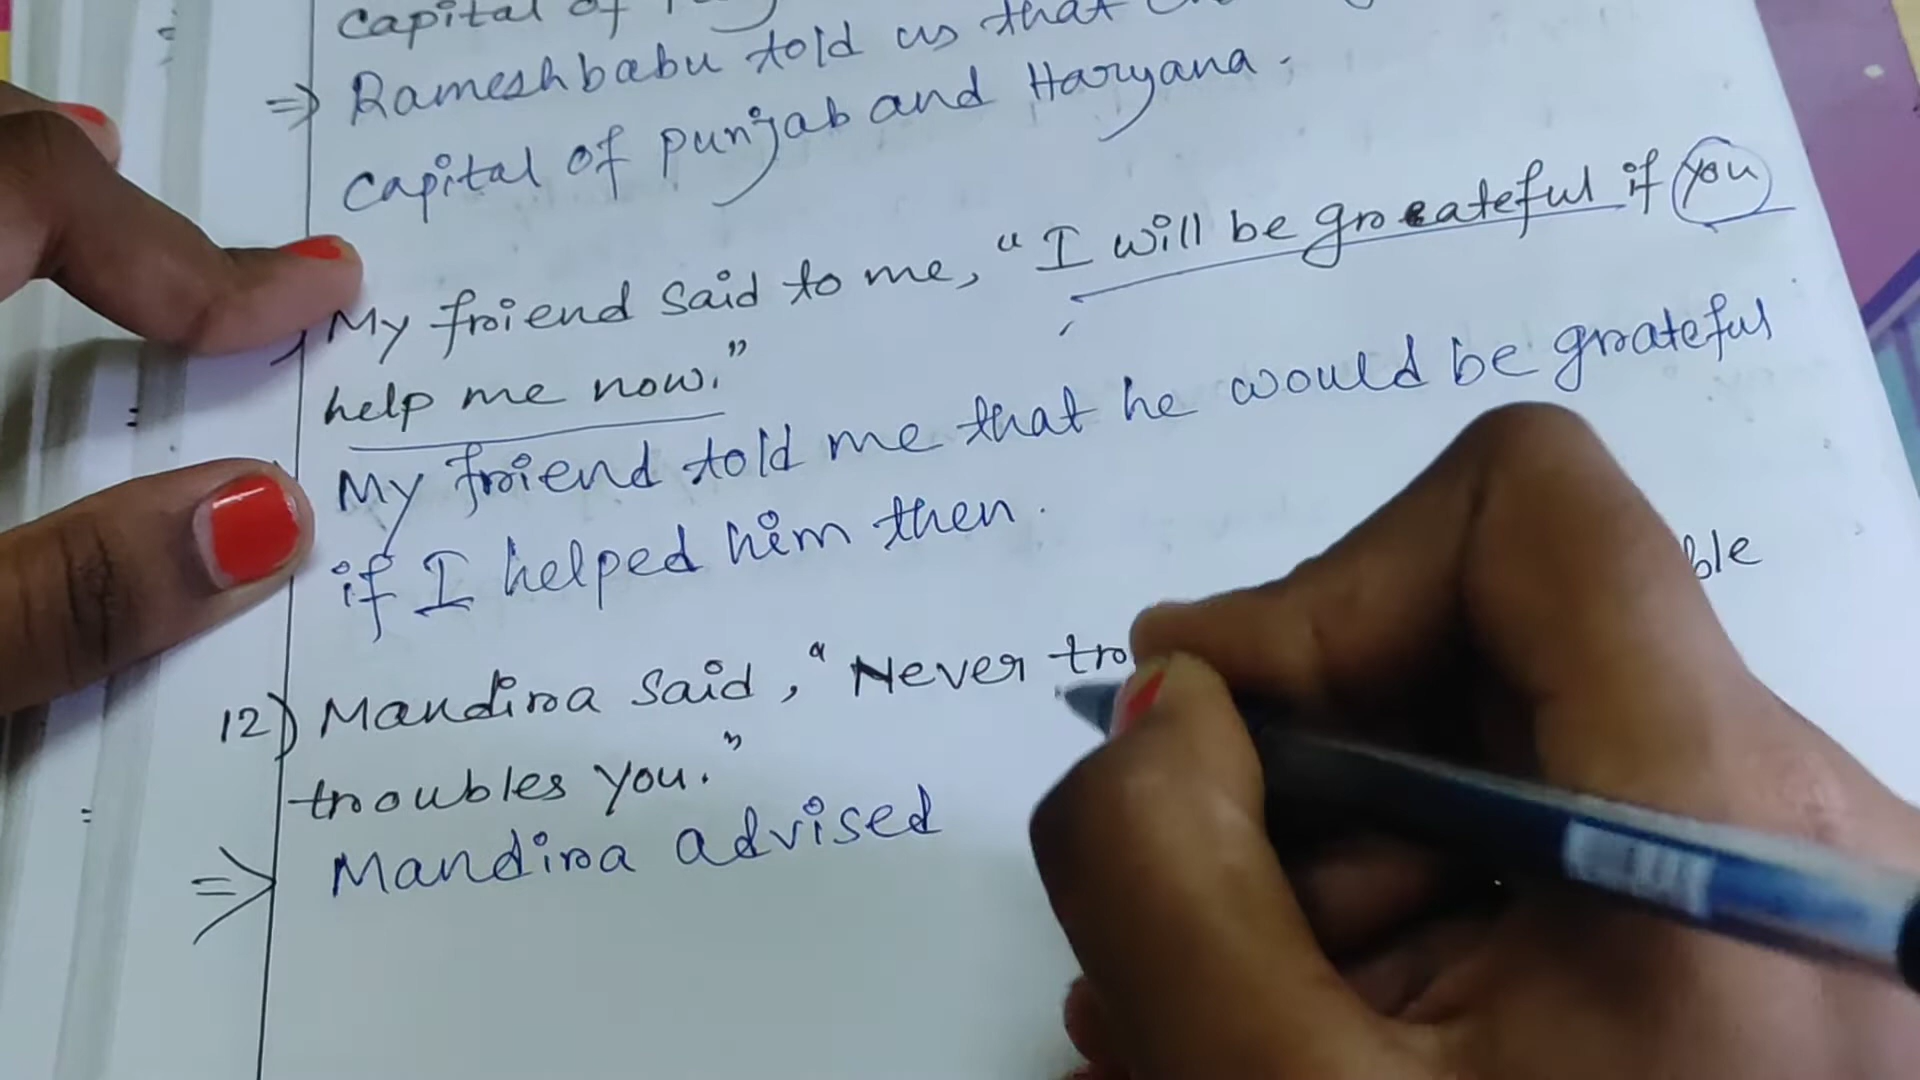 capital of
⇒ Rameshbabu told us that
capital of punjab and Haryana.
My friend said to me, "I will be greateful if you
help me now."
My friend told me that he would be grateful
if I helped him then.
12) Mandira said, "Never tro ble
troubles you."
⇒ Mandira advised